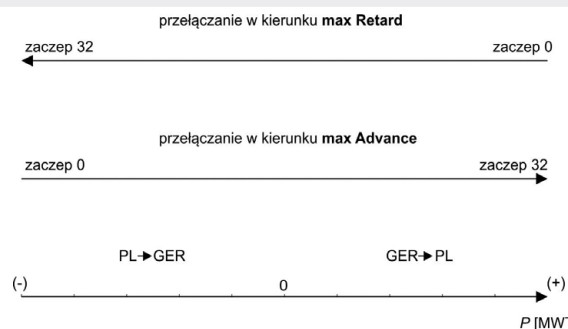 przełączanie w kierunku max Retard
zaczep 32 zaczep 0
przełączanie w kierunku max Advance
zaczep 0 zaczep 32
PL→GER GER→PL
(-) 0 (+)
P [MW]